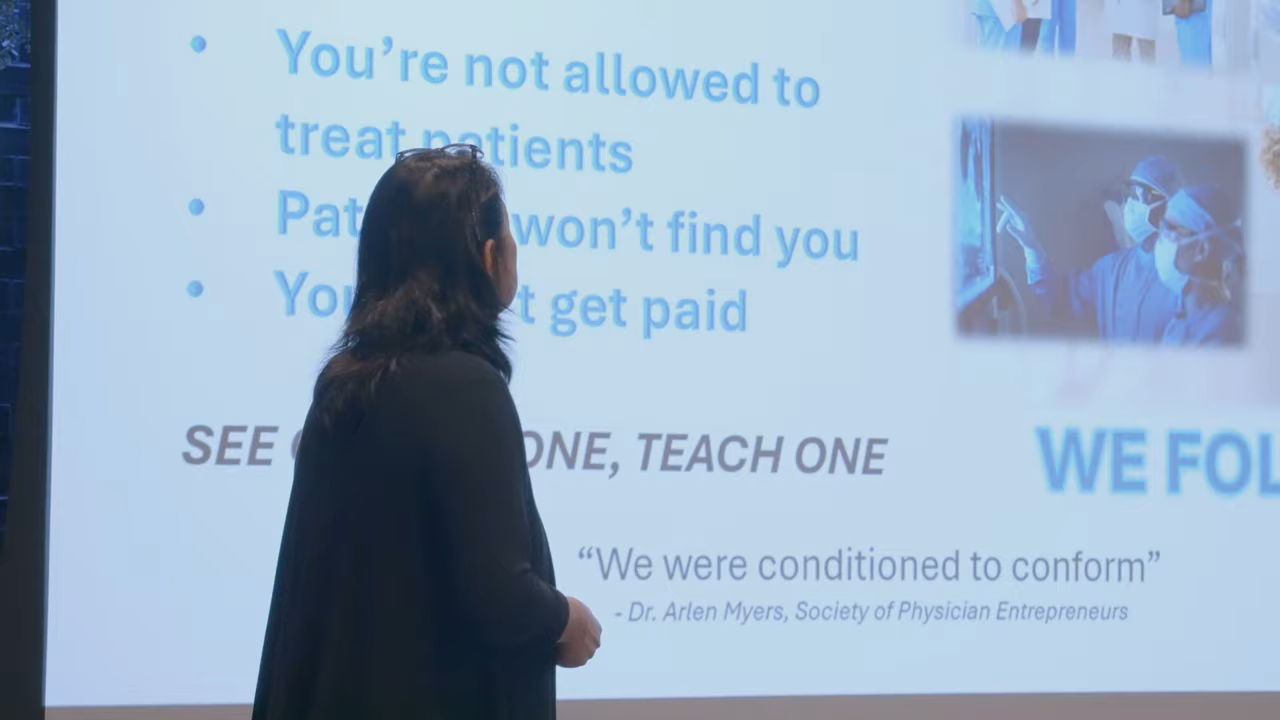 You're not allowed to
treat patients
won't find you
get paid
SEE ONE, TEACH ONE
WE
“We were conditioned to conform”
- Dr. Arlen Myers, Society of Physician Entrepreneurs